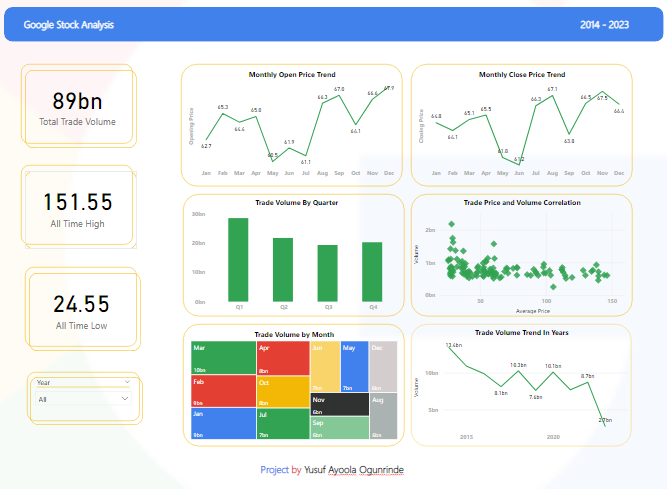 Google Stock Analysis
2014 - 2023
89bn
Total Trade Volume
151.55
All Time High
24.55
All Time Low
Year
All
Monthly Open Price Trend
Opening Price
62.7
65.3
64.4
65.0
60.5
61.9
61.1
66.3
67.0
64.1
66.6
67.9
Jan Feb Mar Apr May Jun Jul Aug Sep Oct Nov Dec
Monthly Close Price Trend
Closing Price
64.8
64.1
65.1
65.5
61.8
61.2
66.3
67.1
63.8
66.5
67.5
66.4
Jan Feb Mar Apr May Jun Jul Aug Sep Oct Nov Dec
Trade Volume By Quarter
30bn
20bn
10bn
0bn
Q1 Q2 Q3 Q4
Trade Price and Volume Correlation
Volume
2bn
1bn
0bn
50 100 150
Average Price
Trade Volume by Month
Mar
10bn
Feb
9bn
Jan
8bn
Apr
8bn
Oct
8bn
Jul
7bn
Jun
7bn
May
7bn
Dec
Nov
6bn
Sep
6bn
Aug
Trade Volume Trend In Years
Volume
10bn
5bn
13.6bn
8.1bn
10.3bn
7.6bn
10.1bn
8.7bn
2.7bn
2015 2020
Project by Yusuf Ayoola Ogunrinde